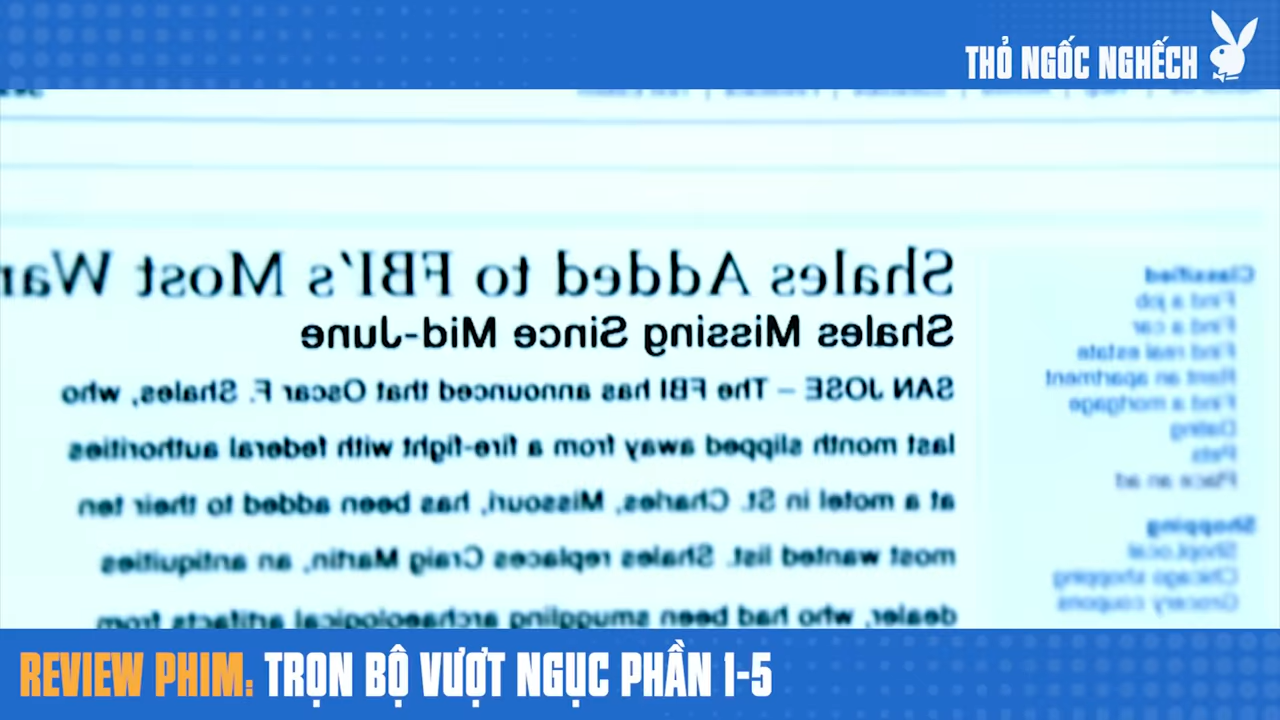 THỎ NGỐC NGHẾCH
Shales Added to FBI's Most
Shales Missing Since Mid-June
SAN JOSE – The FBI has announced that Oscar F. Shales, who
last month slipped away from a fire-fight with federal authorities
at a motel in St. Charles, Missouri, has been added to their ten
most wanted list. Shales replaces Craig Martin, an antiquities
dealer, who had been smuggling archaeological artifacts from
Classified
Find a job
Find a car
Find real estate
Rent an apartment
Find a mortgage
Dating
Pets
Place an ad
Shopping
ShopLocal
Chicago shopping
Grocery coupons
REVIEW PHIM: TRỌN BỘ VƯỢT NGỤC PHẦN 1-5